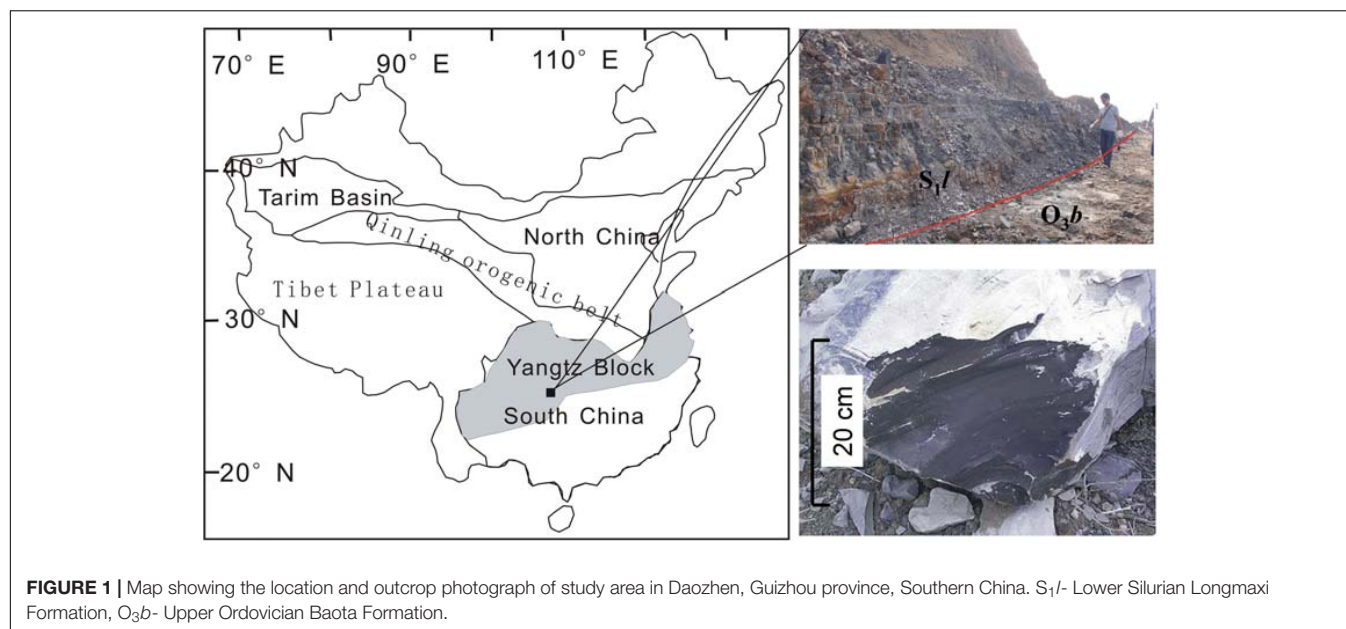 70° E
90° E
110° E
40° N
Tarim Basin
North China
Qinling orogenic belt
Tibet Plateau
30° N
Yangtz Block
South China
20° N
S₁l
O₃b
20 cm
FIGURE 1 | Map showing the location and outcrop photograph of study area in Daozhen, Guizhou province, Southern China. S₁l- Lower Silurian Longmaxi
Formation, O₃b- Upper Ordovician Baota Formation.